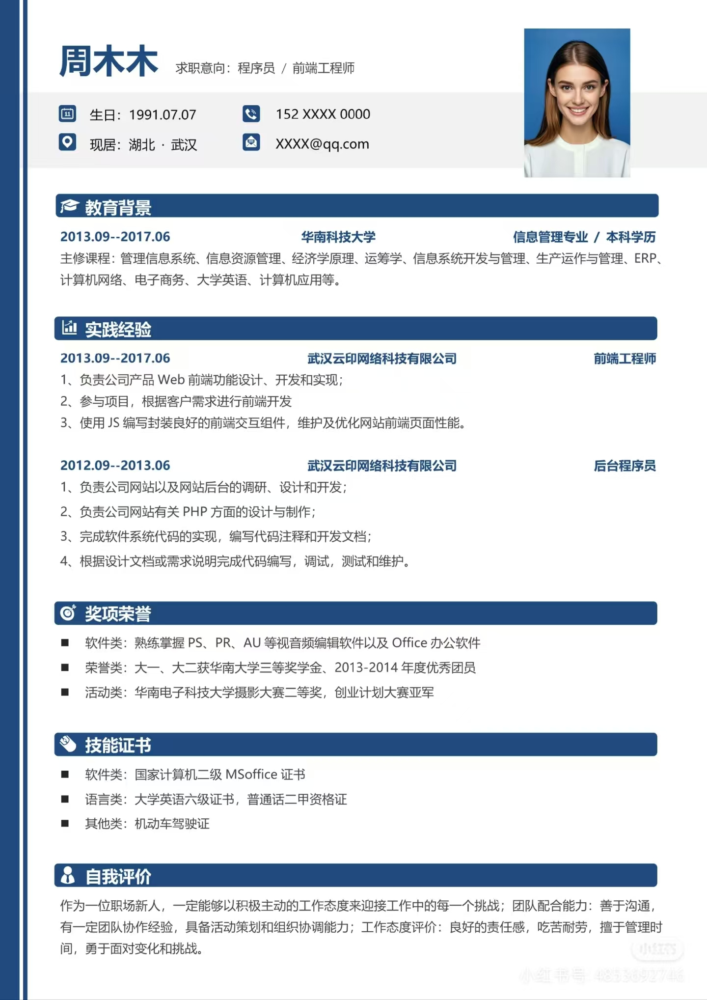 周木木 求职意向：程序员 / 前端工程师
生日：1991.07.07 152 XXXX 0000
现居：湖北 · 武汉 XXXX@qq.com
教育背景
2013.09--2017.06 华南科技大学 信息管理专业 / 本科学历
主修课程：管理信息系统、信息资源管理、经济学原理、运筹学、信息系统开发与管理、生产运作与管理、ERP、
计算机网络、电子商务、大学英语、计算机应用等。
实践经验
2013.09--2017.06 武汉云印网络科技有限公司 前端工程师
1、负责公司产品 Web 前端功能设计、开发和实现；
2、参与项目，根据客户需求进行前端开发
3、使用 JS 编写封装良好的前端交互组件，维护及优化网站前端页面性能。
2012.09--2013.06 武汉云印网络科技有限公司 后台程序员
1、负责公司网站以及网站后台的调研、设计和开发；
2、负责公司网站有关 PHP 方面的设计与制作；
3、完成软件系统代码的实现，编写代码注释和开发文档；
4、根据设计文档或需求说明完成代码编写，调试，测试和维护。
奖项荣誉
■ 软件类：熟练掌握 PS、PR、AU 等视音频编辑软件以及 Office 办公软件
■ 荣誉类：大一、大二获华南大学三等奖学金、2013-2014 年度优秀团员
■ 活动类：华南电子科技大学摄影大赛二等奖，创业计划大赛亚军
技能证书
■ 软件类：国家计算机二级 MSoffice 证书
■ 语言类：大学英语六级证书，普通话二甲资格证
■ 其他类：机动车驾驶证
自我评价
作为一位职场新人，一定能够以积极主动的工作态度来迎接工作中的每一个挑战；团队配合能力：善于沟通，
有一定团队协作经验，具备活动策划和组织协调能力；工作态度评价：良好的责任感，吃苦耐劳，擅于管理时
间，勇于面对变化和挑战。
小红书
小红书号: 4853692746